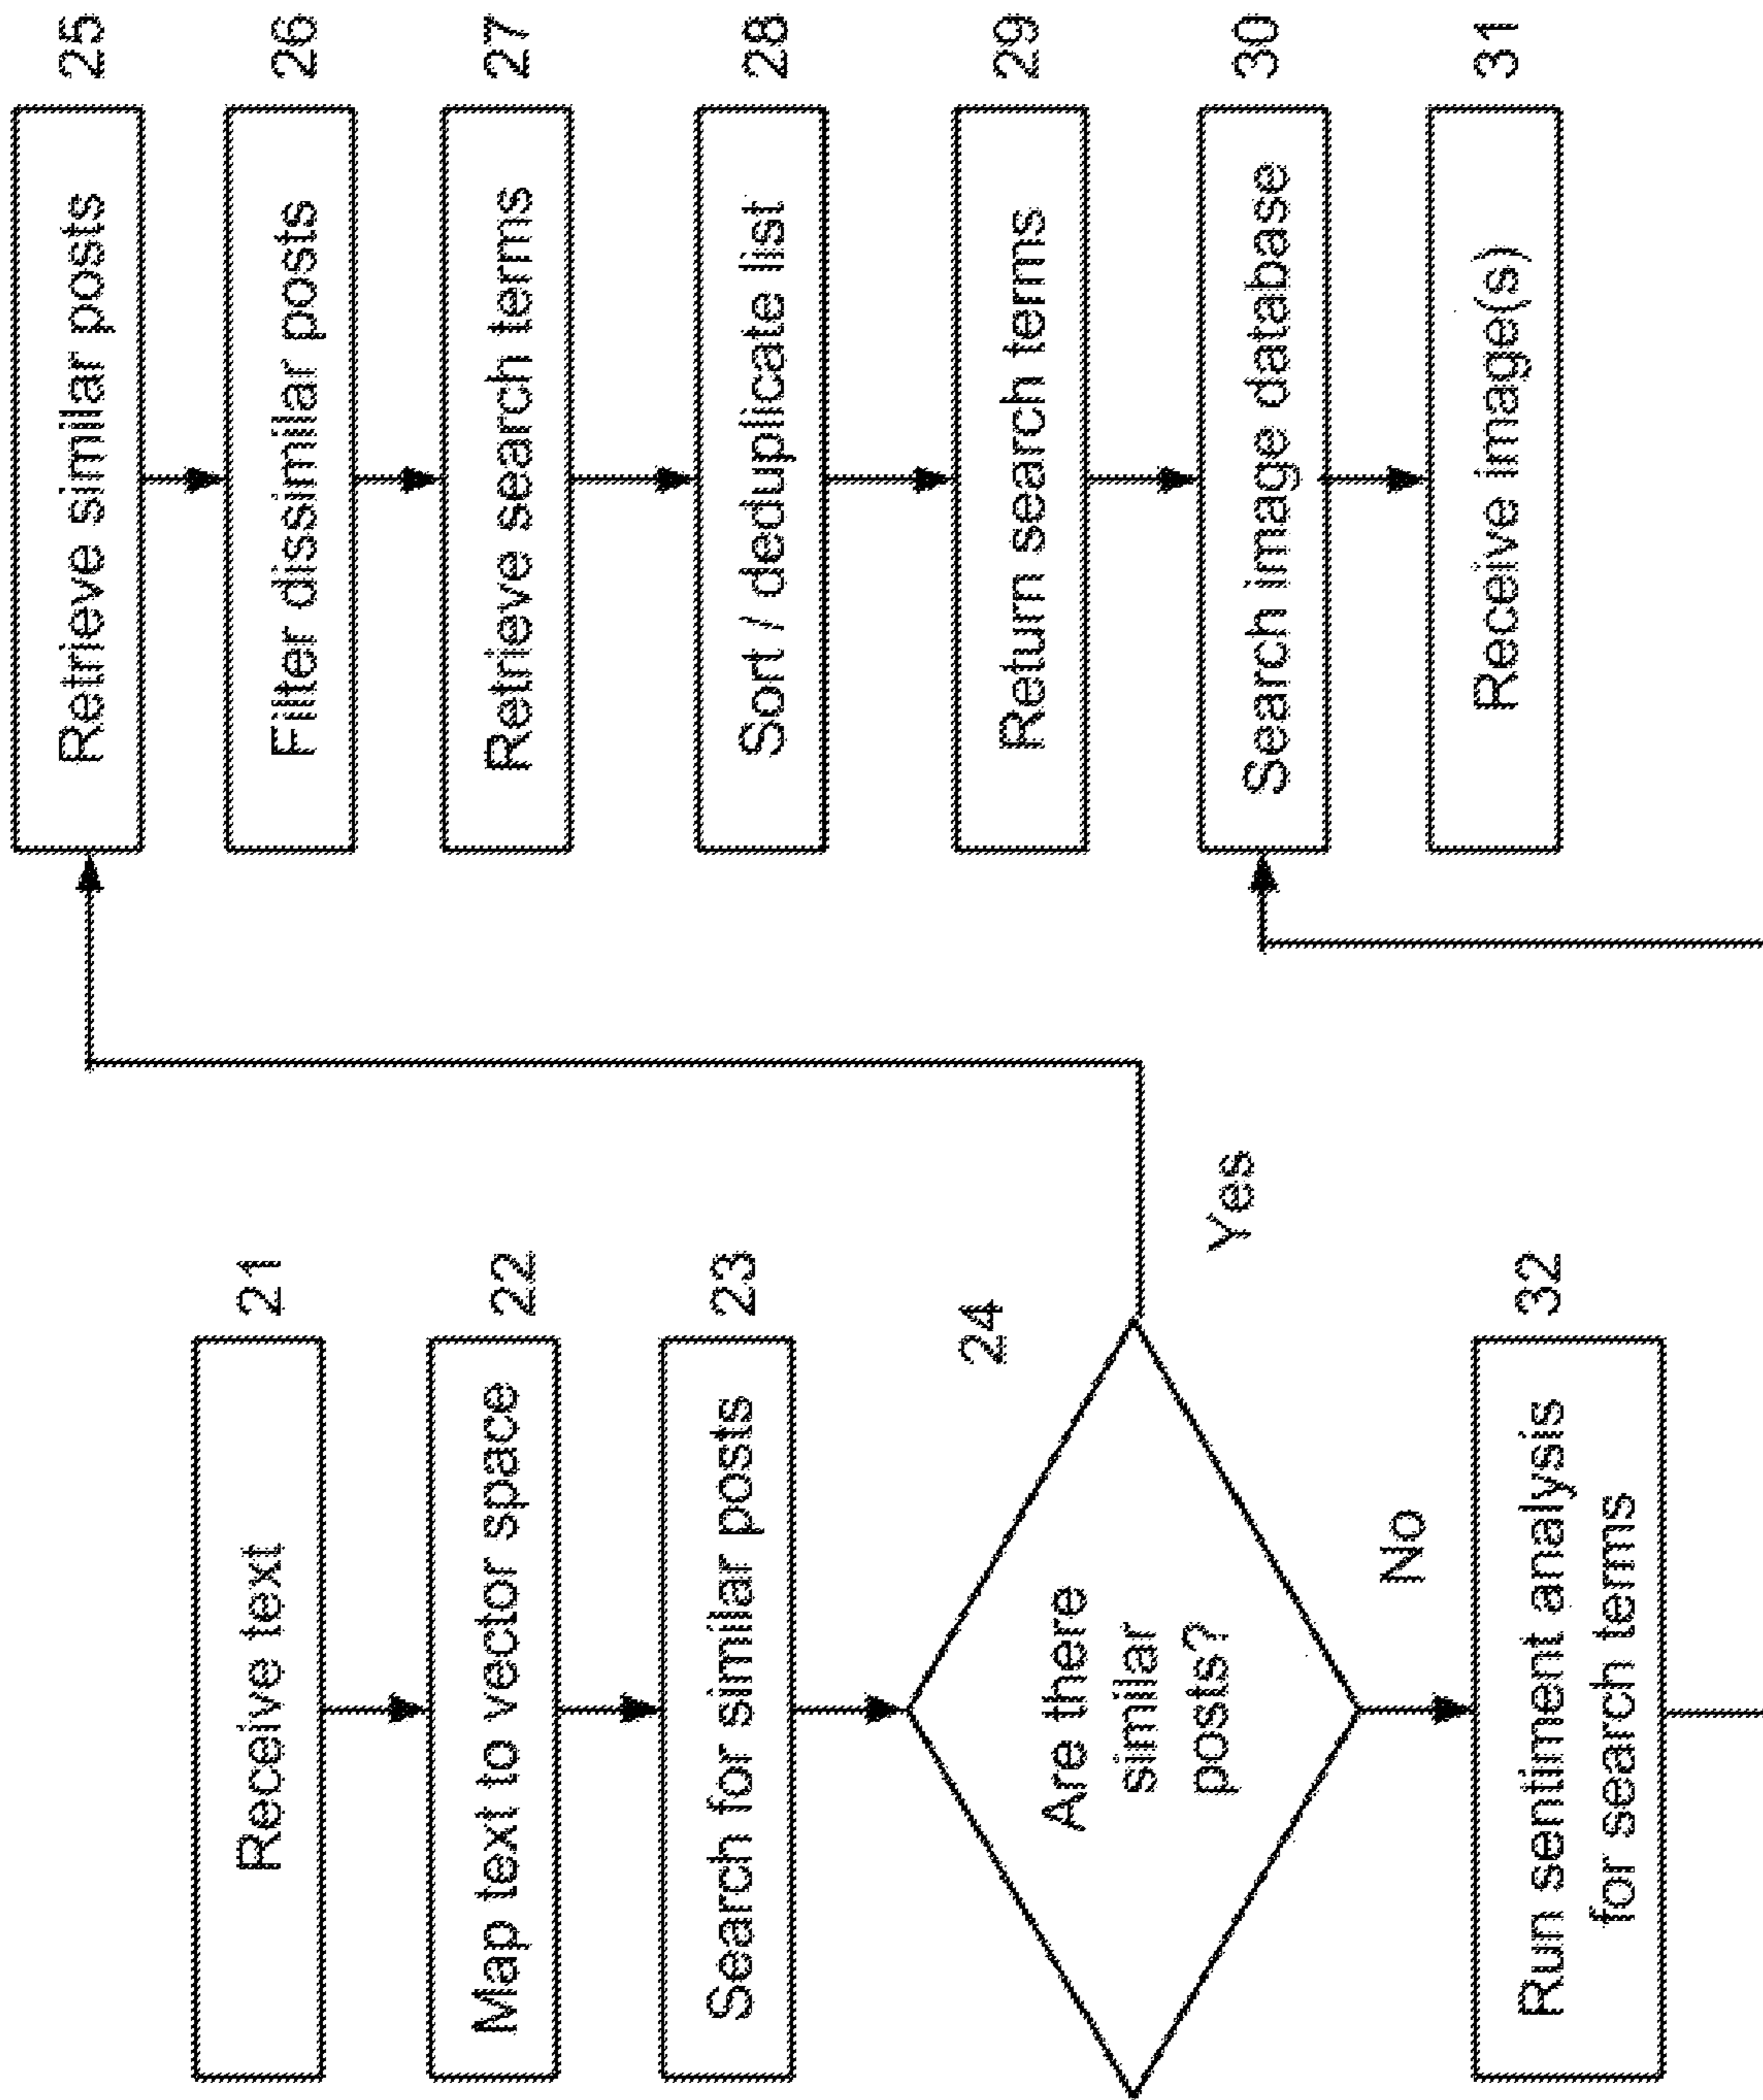 Receive text
21
Map text to vector space
22
Search for similar posts
23
Are there
similar
posts?
24
Yes
No
Run sentiment analysis
for search terms
32
Retrieve similar posts
25
Filter dissimilar posts
26
Retrieve search terms
27
Sort / deduplicate list
28
Return search terms
29
Search image database
30
Receive image(s)
31